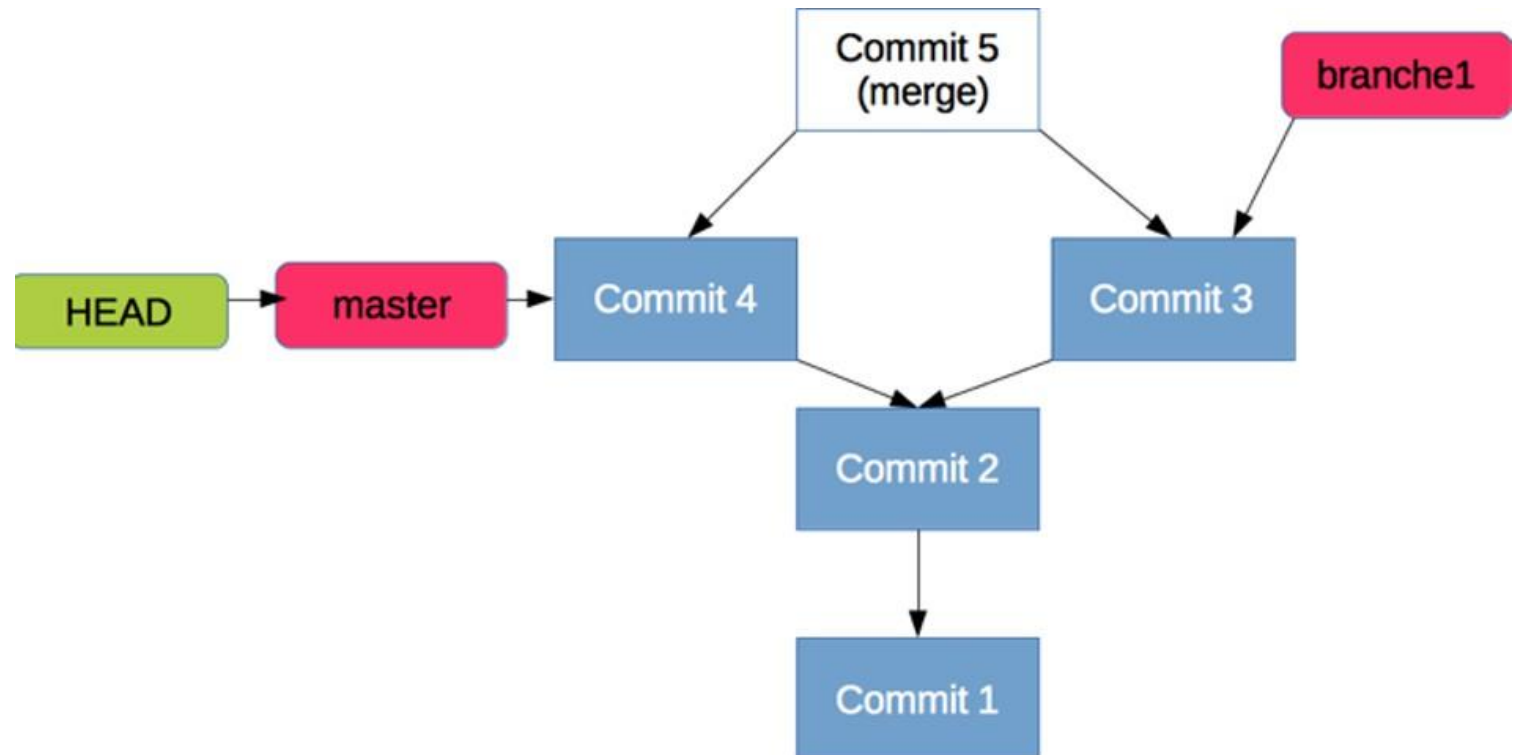 Commit 5
(merge)
branche1
HEAD
master
Commit 4
Commit 3
Commit 2
Commit 1